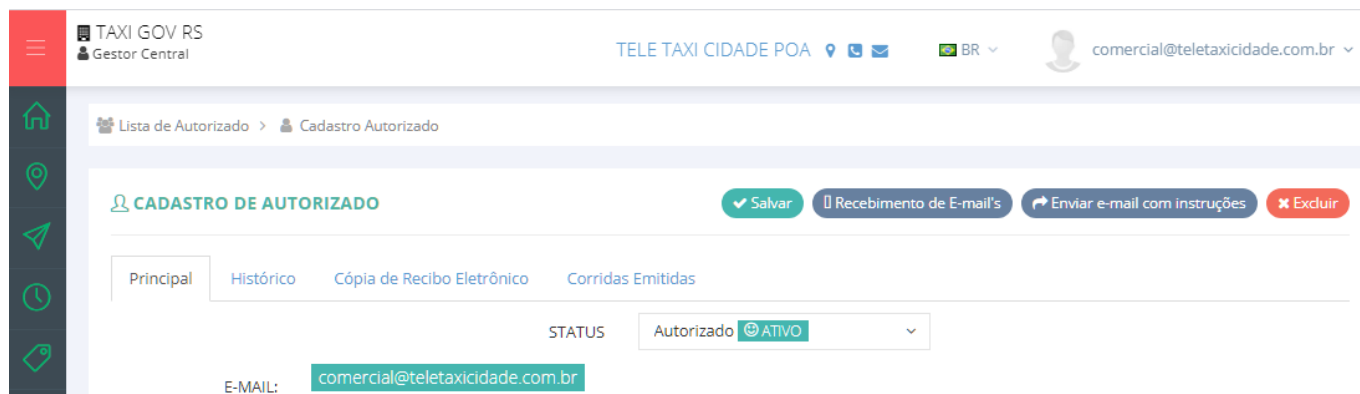 TAXI GOV RS
Gestor Central
TELE TAXI CIDADE POA
BR
comercial@teletaxicidade.com.br
Lista de Autorizado > Cadastro Autorizado
CADASTRO DE AUTORIZADO
Salvar
Recebimento de E-mail's
Enviar e-mail com instruções
Excluir
Principal
Histórico
Cópia de Recibo Eletrônico
Corridas Emitidas
STATUS
Autorizado ATIVO
E-MAIL:
comercial@teletaxicidade.com.br